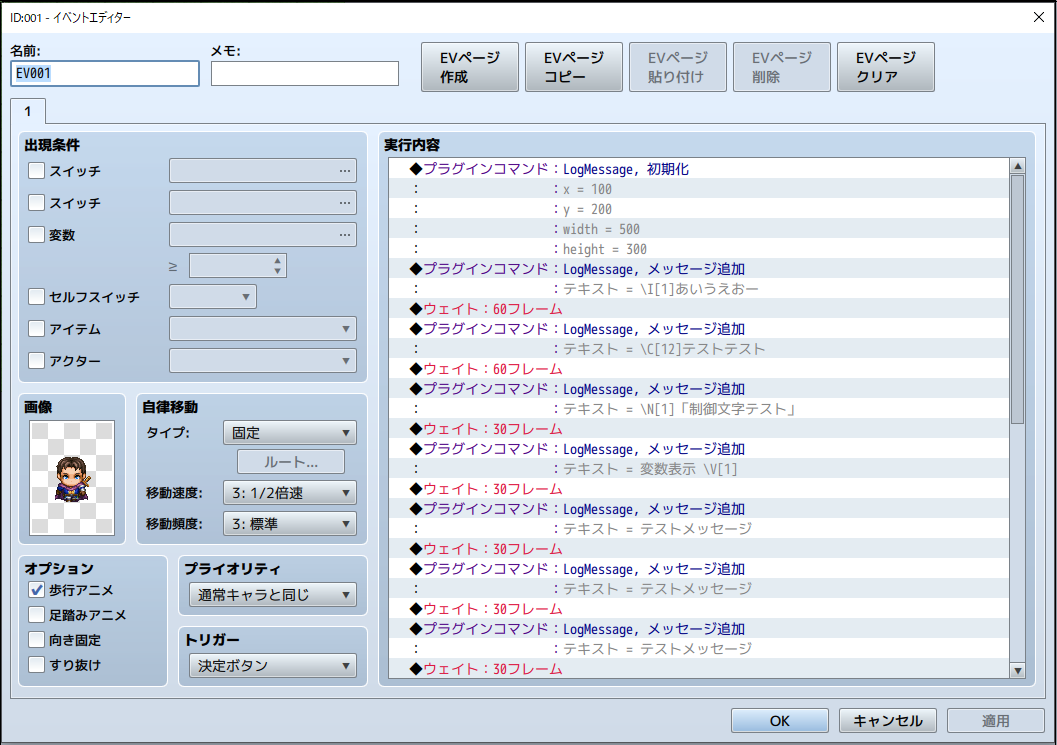 ID:001 - イベントエディター
名前:
メモ:
EV001
EVページ
作成
EVページ
コピー
EVページ
貼り付け
EVページ
削除
EVページ
クリア
1
出現条件
スイッチ
...
スイッチ
...
変数
...
≥
セルフスイッチ
アイテム
アクター
画像
自律移動
タイプ:
固定
ルート...
移動速度:
3: 1/2倍速
移動頻度:
3: 標準
オプション
歩行アニメ
足踏みアニメ
向き固定
すり抜け
プライオリティ
通常キャラと同じ
トリガー
決定ボタン
実行内容
◆プラグインコマンド：LogMessage, 初期化
：　　　　　　　　　：x = 100
：　　　　　　　　　：y = 200
：　　　　　　　　　：width = 500
：　　　　　　　　　：height = 300
◆プラグインコマンド：LogMessage, メッセージ追加
：　　　　　　　　　：テキスト = \I[1]あいうえおー
◆ウェイト：60フレーム
◆プラグインコマンド：LogMessage, メッセージ追加
：　　　　　　　　　：テキスト = \C[12]テストテスト
◆ウェイト：60フレーム
◆プラグインコマンド：LogMessage, メッセージ追加
：　　　　　　　　　：テキスト = \N[1]「制御文字テスト」
◆ウェイト：30フレーム
◆プラグインコマンド：LogMessage, メッセージ追加
：　　　　　　　　　：テキスト = 変数表示 \V[1]
◆ウェイト：30フレーム
◆プラグインコマンド：LogMessage, メッセージ追加
：　　　　　　　　　：テキスト = テストメッセージ
◆ウェイト：30フレーム
◆プラグインコマンド：LogMessage, メッセージ追加
：　　　　　　　　　：テキスト = テストメッセージ
◆ウェイト：30フレーム
◆プラグインコマンド：LogMessage, メッセージ追加
：　　　　　　　　　：テキスト = テストメッセージ
◆ウェイト：30フレーム
OK
キャンセル
適用